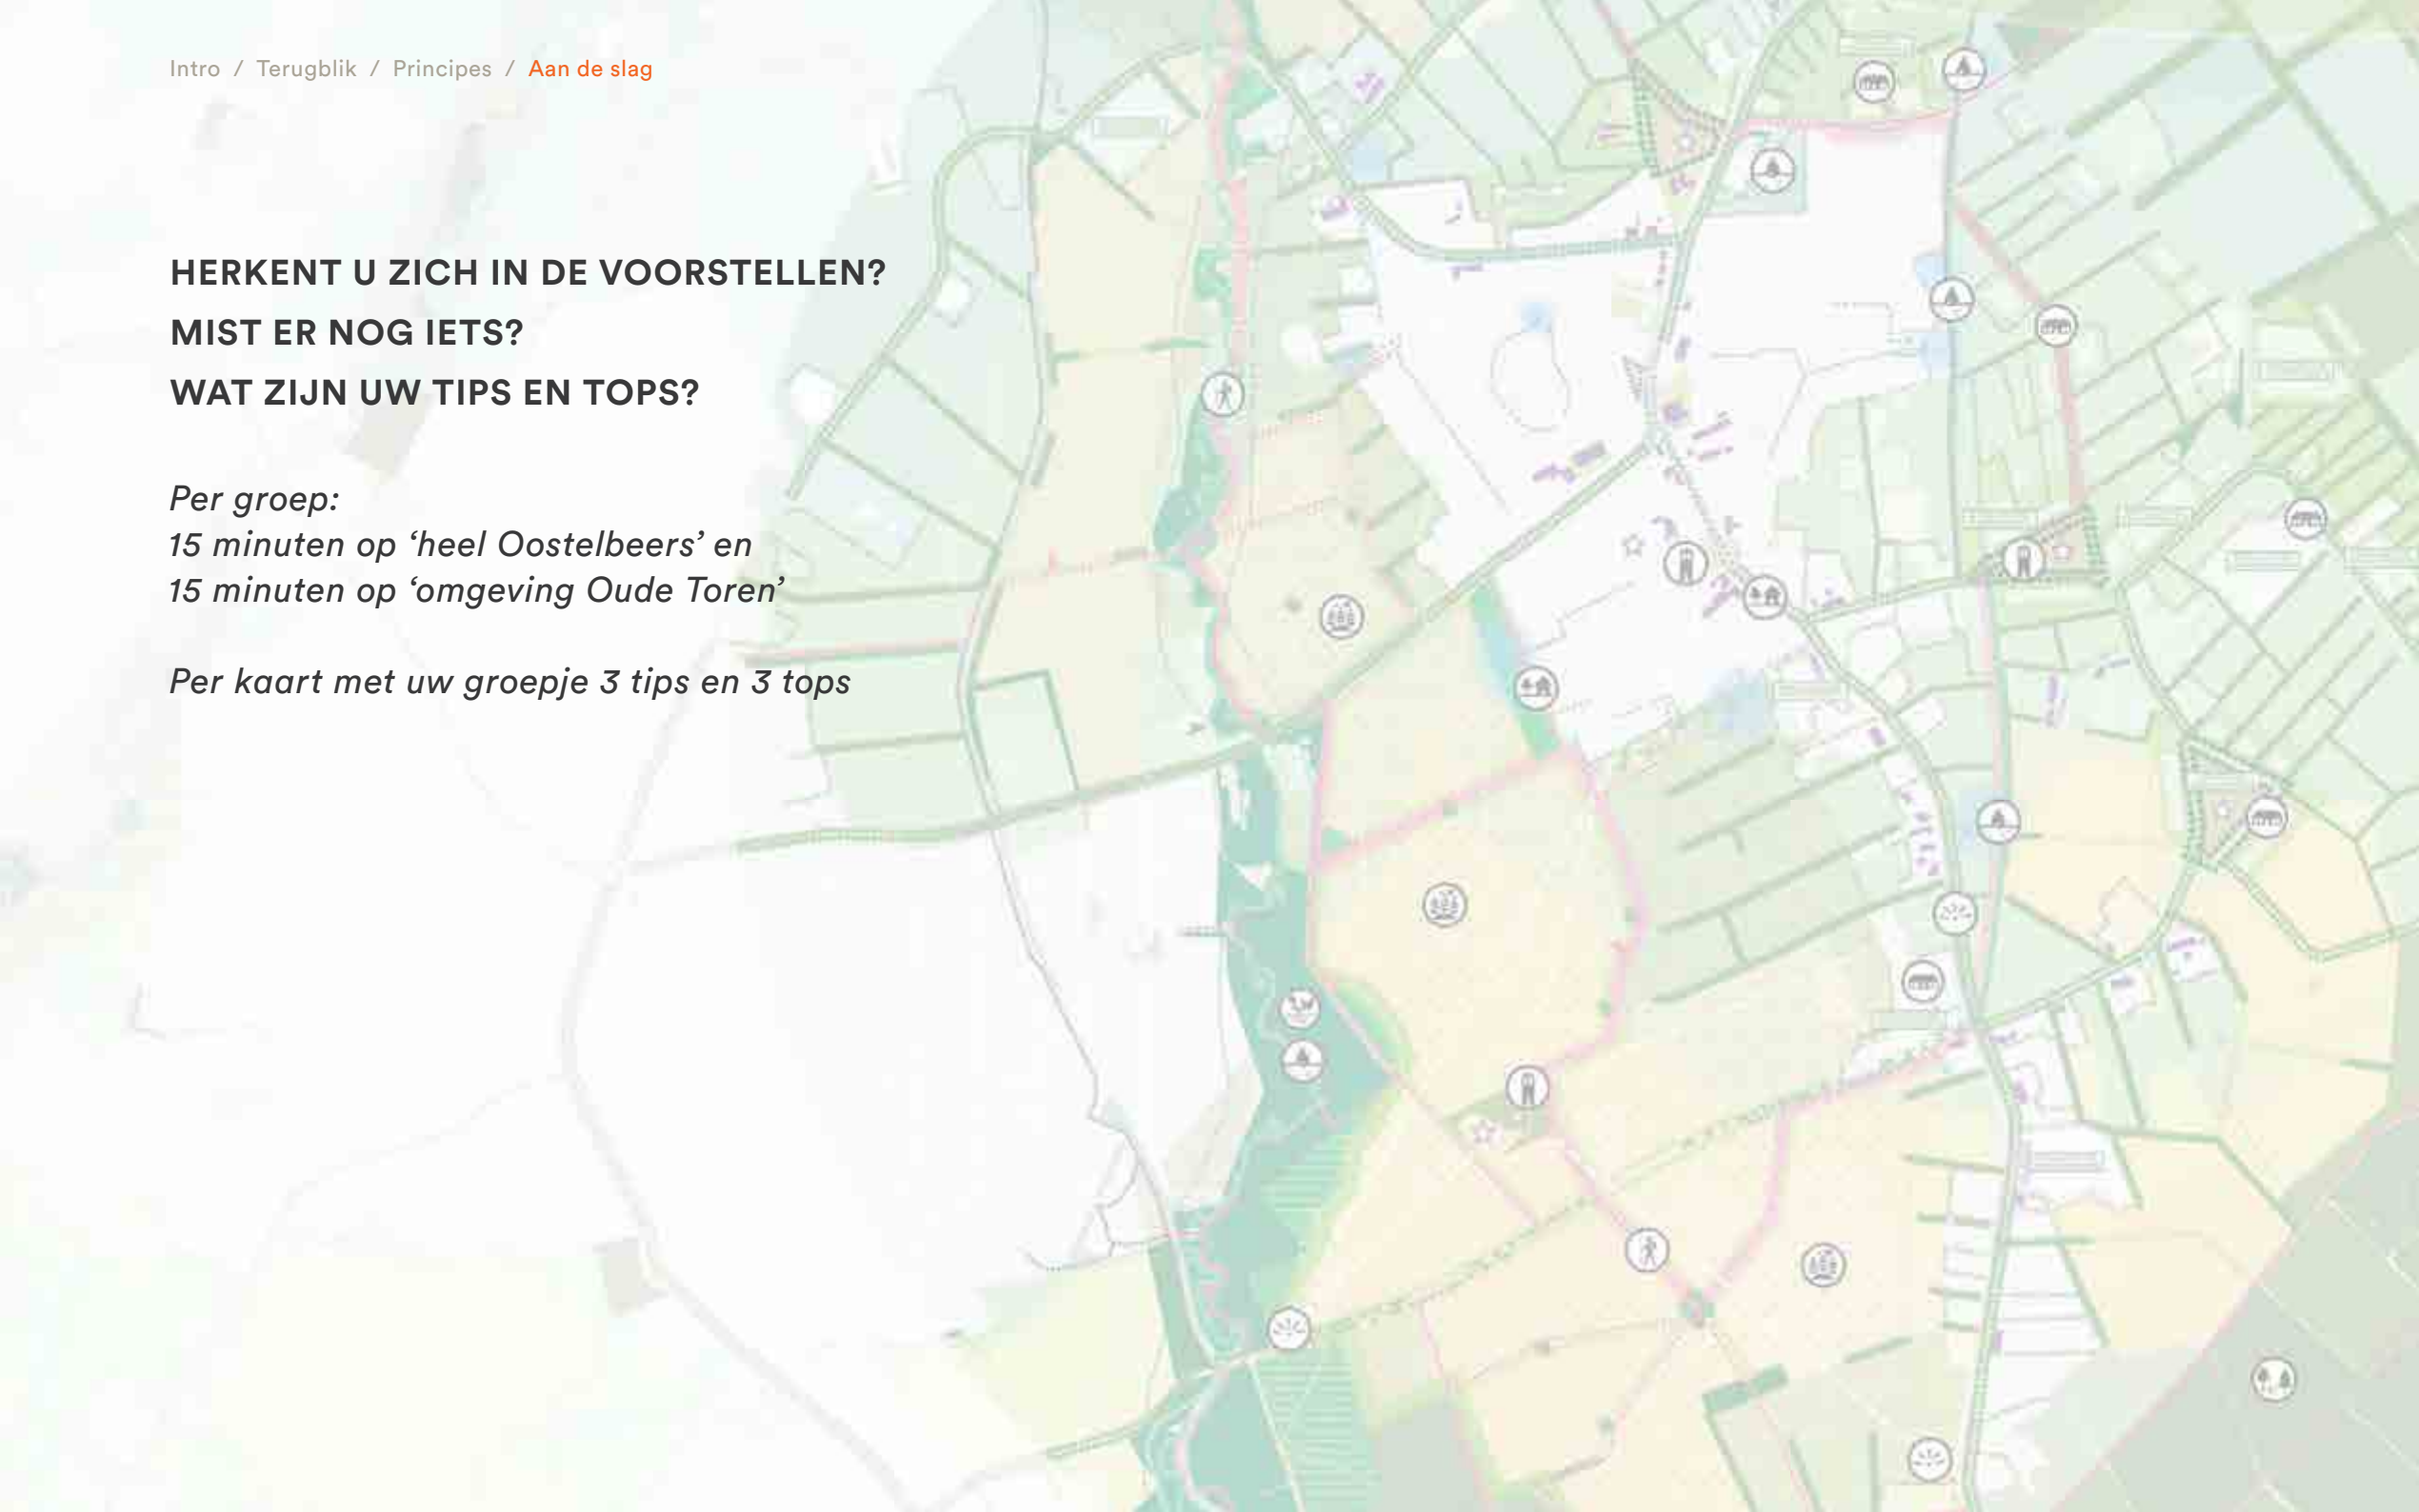 Intro / Terugblik / Principes / Aan de slag
HERKENT U ZICH IN DE VOORSTELLEN?
MIST ER NOG IETS?
WAT ZIJN UW TIPS EN TOPS?
Per groep:
15 minuten op ‘heel Oostelbeers’ en
15 minuten op ‘omgeving Oude Toren’
Per kaart met uw groepje 3 tips en 3 tops